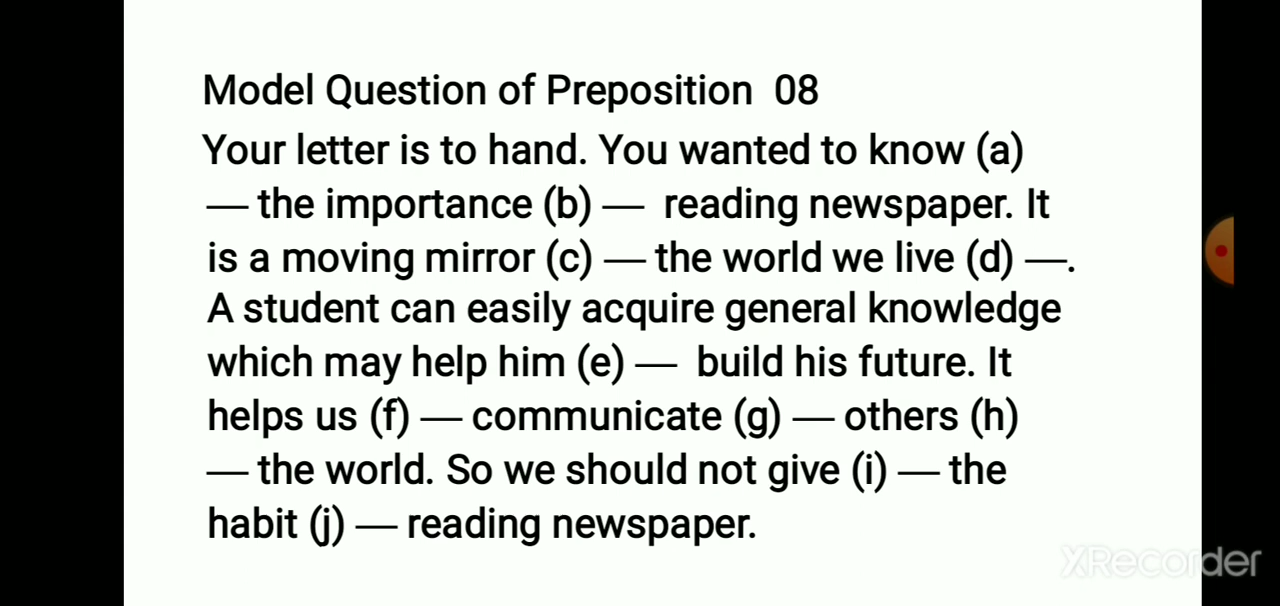 Model Question of Preposition 08
Your letter is to hand. You wanted to know (a)
— the importance (b) — reading newspaper. It
is a moving mirror (c) — the world we live (d) —.
A student can easily acquire general knowledge
which may help him (e) — build his future. It
helps us (f) — communicate (g) — others (h)
— the world. So we should not give (i) — the
habit (j) — reading newspaper.
XRecorder